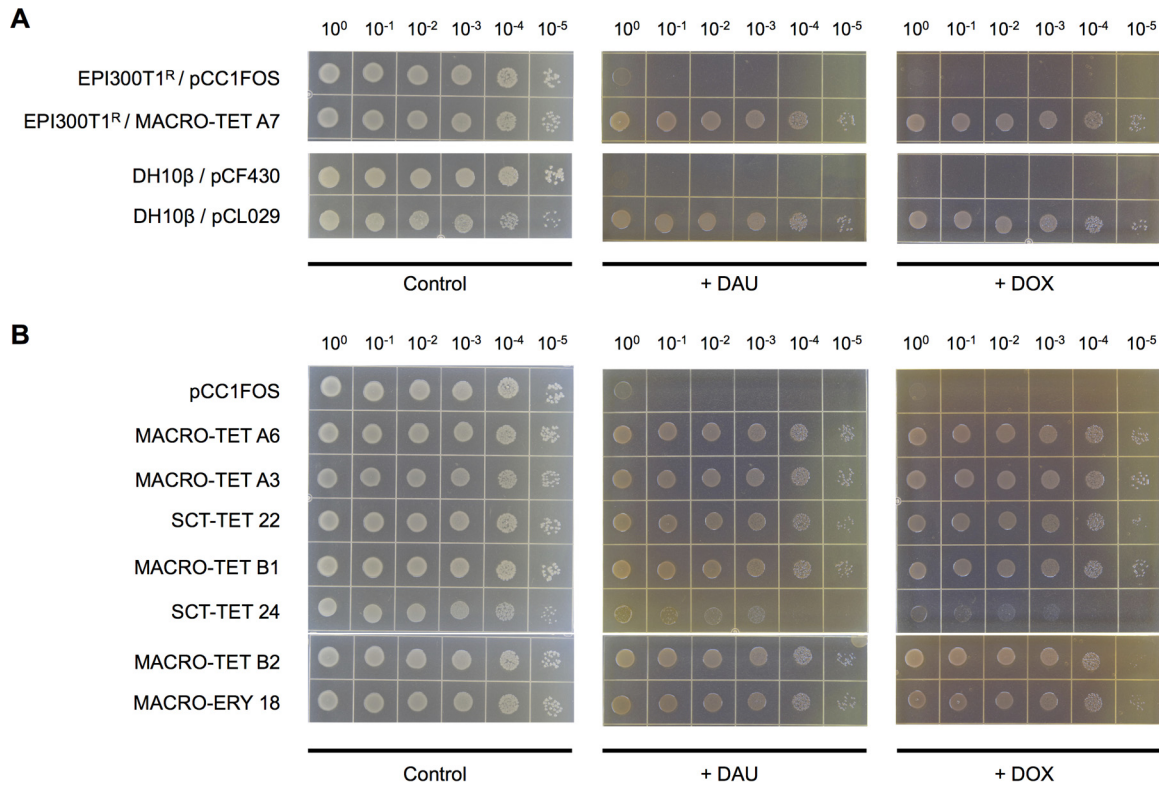 A
10⁰ 10⁻¹ 10⁻² 10⁻³ 10⁻⁴ 10⁻⁵ 10⁰ 10⁻¹ 10⁻² 10⁻³ 10⁻⁴ 10⁻⁵ 10⁰ 10⁻¹ 10⁻² 10⁻³ 10⁻⁴ 10⁻⁵
EPI300T1ᴿ / pCC1FOS
EPI300T1ᴿ / MACRO-TET A7
DH10β / pCF430
DH10β / pCL029
Control + DAU + DOX
B
10⁰ 10⁻¹ 10⁻² 10⁻³ 10⁻⁴ 10⁻⁵ 10⁰ 10⁻¹ 10⁻² 10⁻³ 10⁻⁴ 10⁻⁵ 10⁰ 10⁻¹ 10⁻² 10⁻³ 10⁻⁴ 10⁻⁵
pCC1FOS
MACRO-TET A6
MACRO-TET A3
SCT-TET 22
MACRO-TET B1
SCT-TET 24
MACRO-TET B2
MACRO-ERY 18
Control + DAU + DOX